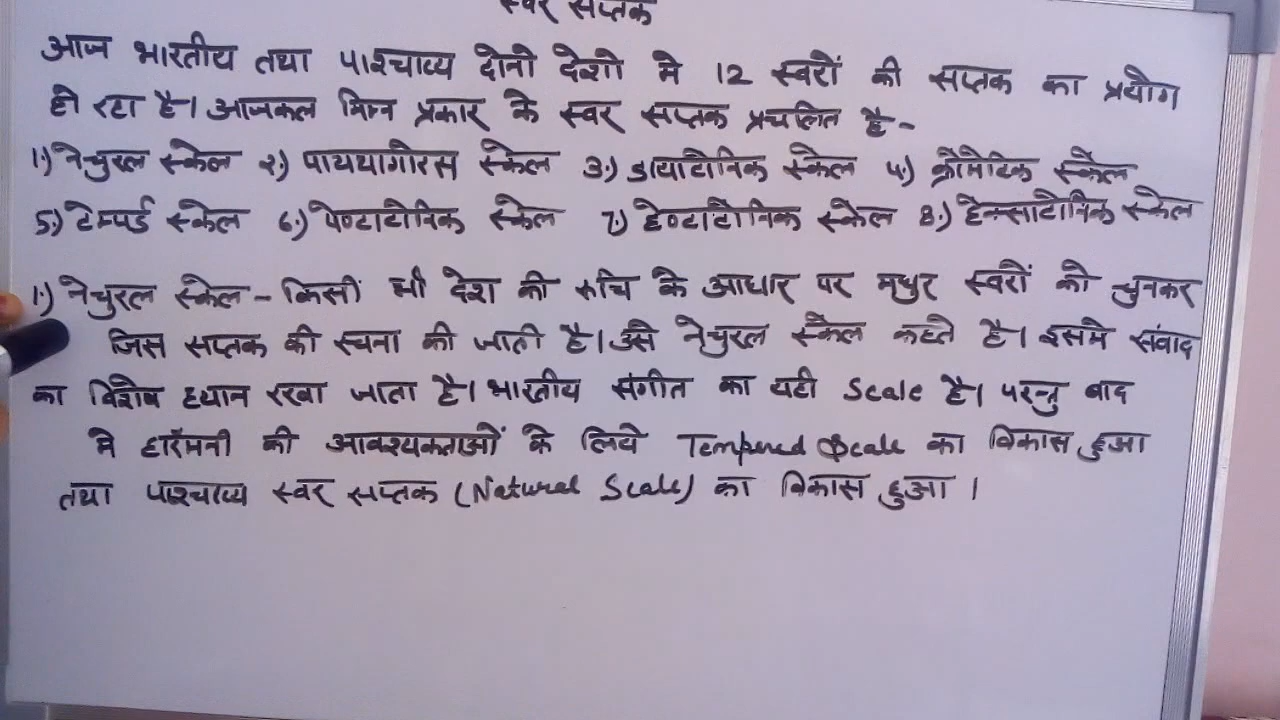 स्वर सप्तक
आज भारतीय तथा पाश्चात्य दोनो देशो मे 12 स्वरों की सप्तक का प्रयोग
हो रहा है। आजकल भिन्न प्रकार के स्वर सप्तक प्रचलित है -
1.) नेचुरल स्केल २.) पाययागोरस स्केल 3.) डायाटोनिक स्केल 4.) क्रोमेटिक स्कैल
5.) टेम्पर्ड स्केल 6.) पेण्टाटोनिक स्केल 7.) हेण्टाटौनिक स्केल 8.) हेक्साटौनिक स्केल
1.) नेचुरल स्केल - किसी भी देश की रूचि के आधार पर मधुर स्वरों को चुनकर
जिस सप्तक की रचना की जाती है। उसे नेचुरल स्कैल कहते है। इसमे संवाद
का विशेष ध्यान रखा जाता है। भारतीय संगीत का यही Scale है। परन्तु बाद
मे हारॅमनी की आवश्यकताओं के लिये Tempered Scale का विकास हुआ
तथा पाश्चात्य स्वर सप्तक (Natural Scale) का विकास हुआ ।